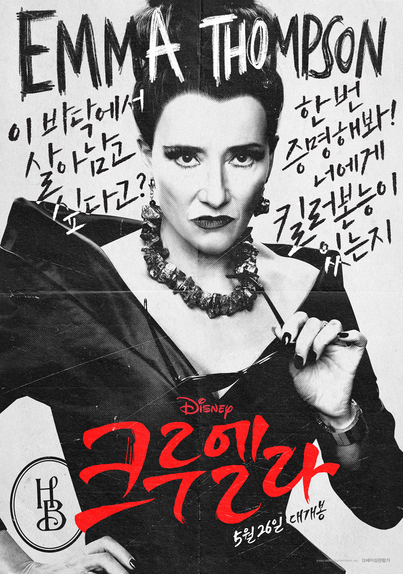 EMMA THOMPSON
이 바닥에서
살아남고
싶다고?
한 번
증명해봐!
너에게
킬러본능이
있는지
DISNEY
크루엘라
5월 26일 대개봉
HB